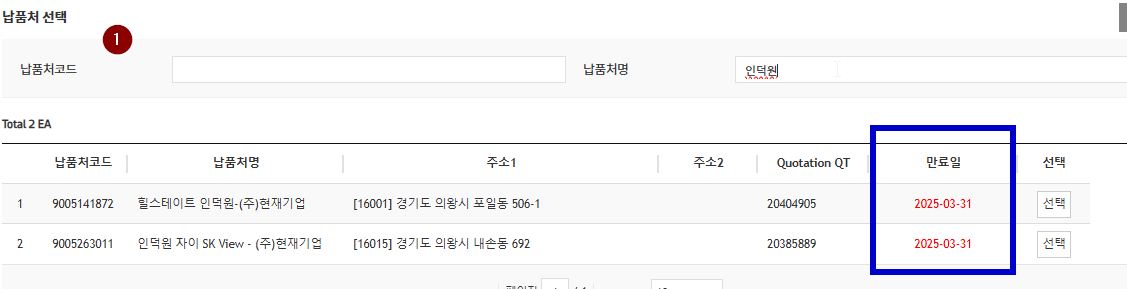 납품처 선택
1
납품처코드 납품처명 인덕원
Total 2 EA
납품처코드 납품처명 주소1 주소2 Quotation QT 만료일 선택
1 9005141872 힐스테이트 인덕원-(주)현재기업 [16001] 경기도 의왕시 포일동 506-1 20404905 2025-03-31 선택
2 9005263011 인덕원 자이 SK View - (주)현재기업 [16015] 경기도 의왕시 내손동 692 20385889 2025-03-31 선택